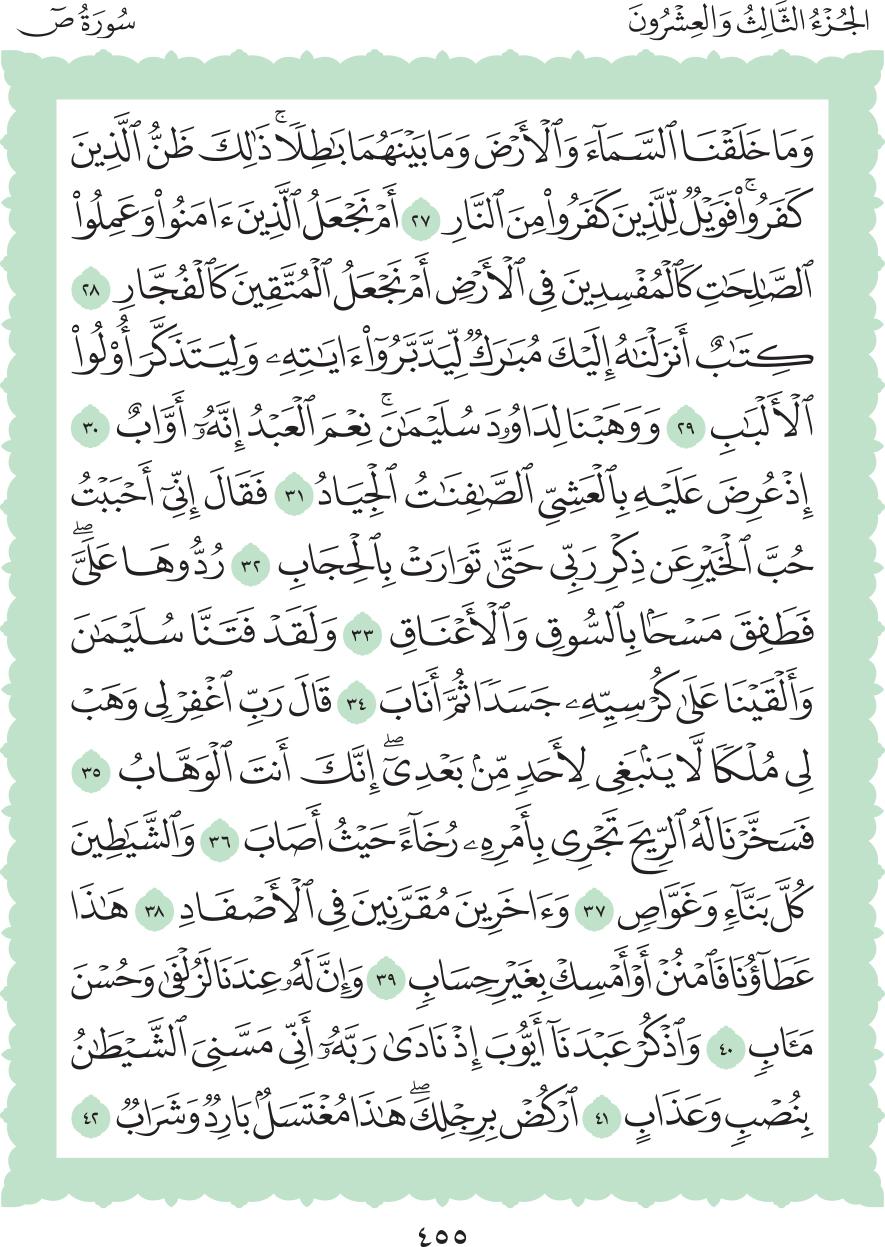 الجُزْءُ الثَّالِثُ وَالعِشْرُونَ
سُورَةُ صٓ
وَمَا خَلَقْنَا ٱلسَّمَآءَ وَٱلْأَرْضَ وَمَا بَيْنَهُمَا بَٰطِلًاۚ ذَٰلِكَ ظَنُّ ٱلَّذِينَ
كَفَرُوا۟ۚ فَوَيْلٌ لِّلَّذِينَ كَفَرُوا۟ مِنَ ٱلنَّارِ ٢٧ أَمْ نَجْعَلُ ٱلَّذِينَ ءَامَنُوا۟ وَعَمِلُوا۟
ٱلصَّٰلِحَٰتِ كَٱلْمُفْسِدِينَ فِى ٱلْأَرْضِ أَمْ نَجْعَلُ ٱلْمُتَّقِينَ كَٱلْفُجَّارِ ٢٨
كِتَٰبٌ أَنزَلْنَٰهُ إِلَيْكَ مُبَٰرَكٌ لِّيَدَّبَّرُوٓا۟ ءَايَٰتِهِۦ وَلِيَتَذَكَّرَ أُو۟لُوا۟
ٱلْأَلْبَٰبِ ٢٩ وَوَهَبْنَا لِدَاوُۥدَ سُلَيْمَٰنَۚ نِعْمَ ٱلْعَبْدُ إِنَّهُۥٓ أَوَّابٌ ٣٠
إِذْ عُرِضَ عَلَيْهِ بِٱلْعَشِىِّ ٱلصَّٰفِنَٰتُ ٱلْجِيَادُ ٣١ فَقَالَ إِنِّىٓ أَحْبَبْتُ
حُبَّ ٱلْخَيْرِ عَن ذِكْرِ رَبِّى حَتَّىٰ تَوَارَتْ بِٱلْحِجَابِ ٣٢ رُدُّوهَا عَلَىَّۖ
فَطَفِقَ مَسْحًۢا بِٱلسُّوقِ وَٱلْأَعْنَاقِ ٣٣ وَلَقَدْ فَتَنَّا سُلَيْمَٰنَ
وَأَلْقَيْنَا عَلَىٰ كُرْسِيِّهِۦ جَسَدًا ثُمَّ أَنَابَ ٣٤ قَالَ رَبِّ ٱغْفِرْ لِى وَهَبْ
لِى مُلْكًا لَّا يَنۢبَغِى لِأَحَدٍ مِّنۢ بَعْدِىٓۖ إِنَّكَ أَنتَ ٱلْوَهَّابُ ٣٥
فَسَخَّرْنَا لَهُ ٱلرِّيحَ تَجْرِى بِأَمْرِهِۦ رُخَآءً حَيْثُ أَصَابَ ٣٦ وَٱلشَّيَٰطِينَ
كُلَّ بَنَّآءٍ وَغَوَّاصٍ ٣٧ وَءَاخَرِينَ مُقَرَّنِينَ فِى ٱلْأَصْفَادِ ٣٨ هَٰذَا
عَطَآؤُنَا فَٱمْنُنْ أَوْ أَمْسِكْ بِغَيْرِ حِسَابٍ ٣٩ وَإِنَّ لَهُۥ عِندَنَا لَزُلْفَىٰ وَحُسْنَ
مَـَٔابٍ ٤٠ وَٱذْكُرْ عَبْدَنَآ أَيُّوبَ إِذْ نَادَىٰ رَبَّهُۥٓ أَنِّى مَسَّنِىَ ٱلشَّيْطَٰنُ
بِنُصْبٍ وَعَذَابٍ ٤١ ٱرْكُضْ بِرِجْلِكَۖ هَٰذَا مُغْتَسَلٌۢ بَارِدٌ وَشَرَابٌ ٤٢
٤٥٥